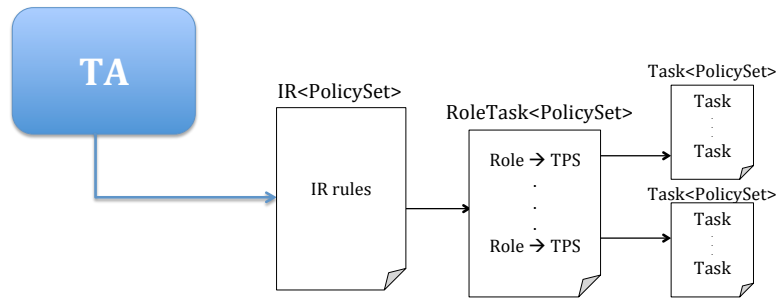 TA
IR<PolicySet>
IR rules
RoleTask<PolicySet>
Role → TPS
.
.
.
Role → TPS
Task<PolicySet>
Task
.
.
.
Task
Task<PolicySet>
Task
.
.
.
Task